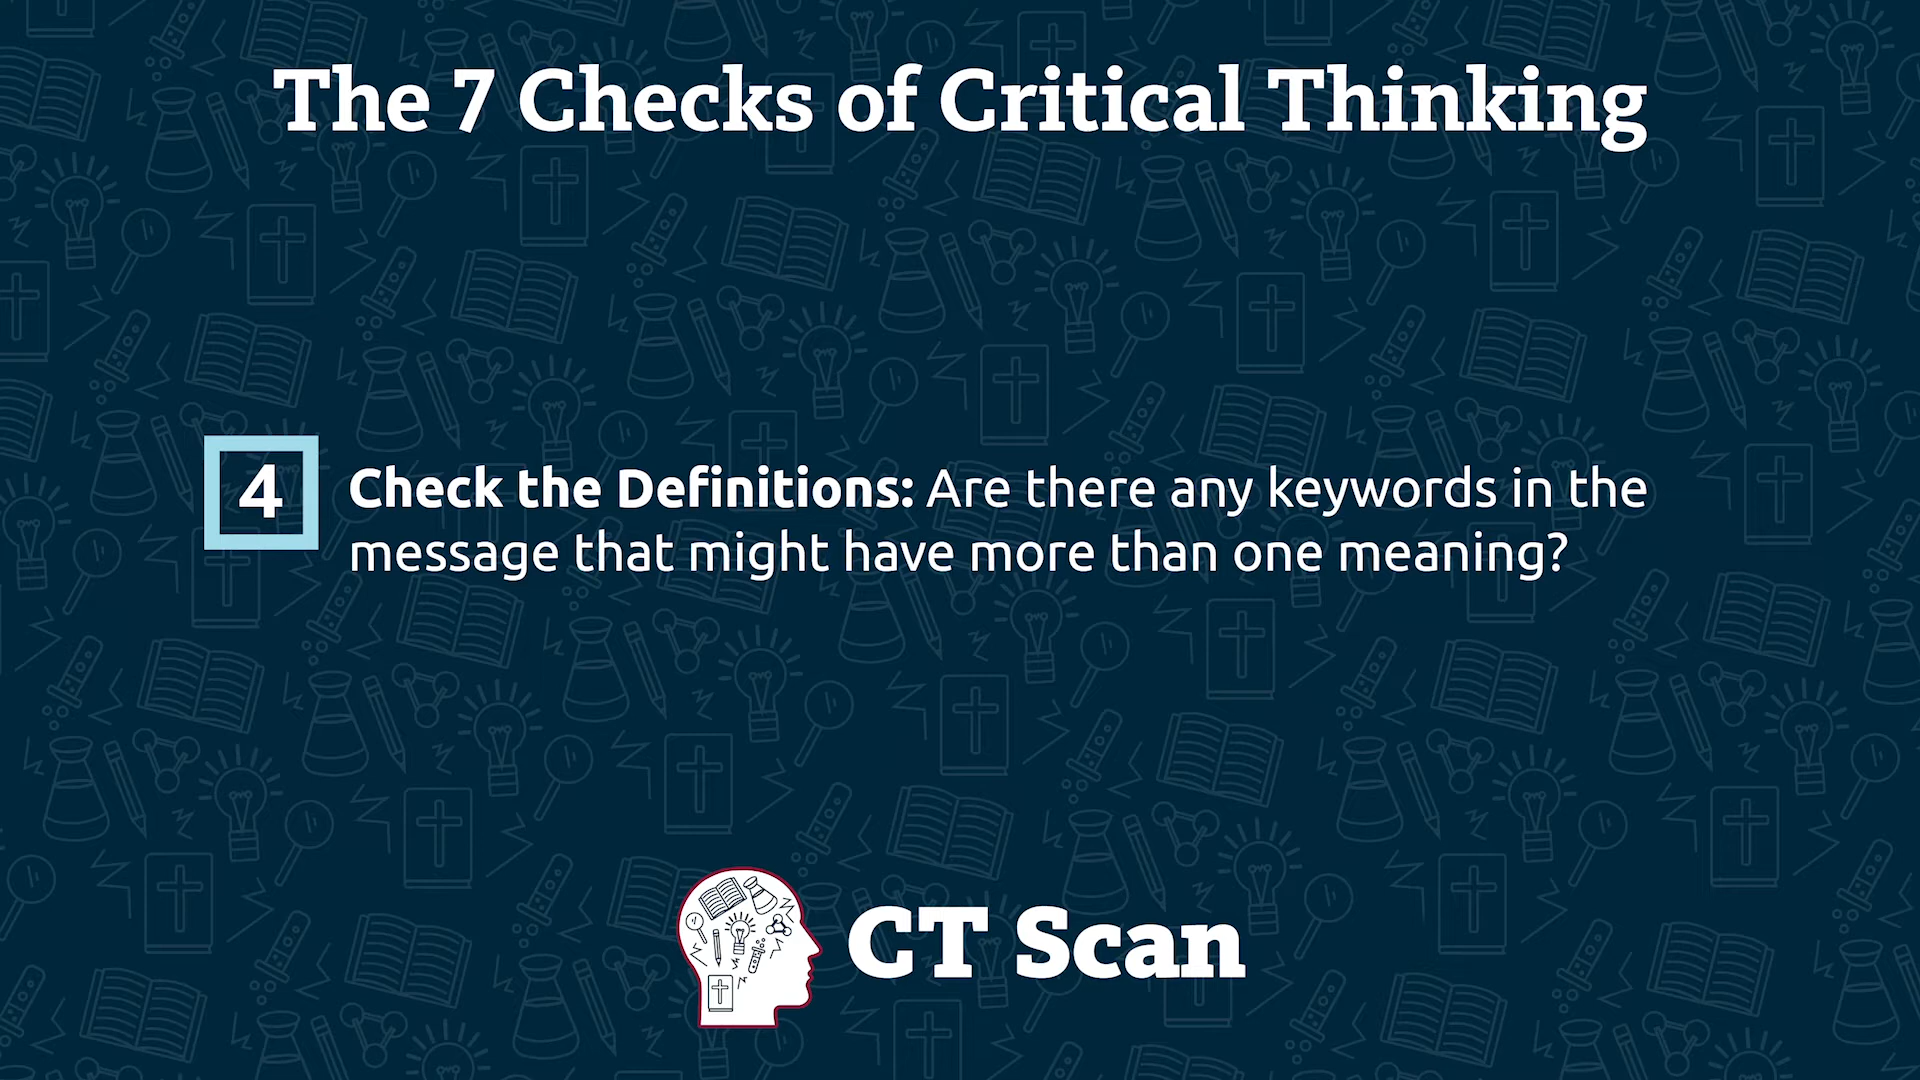 The 7 Checks of Critical Thinking
4
Check the Definitions: Are there any keywords in the
message that might have more than one meaning?
CT Scan